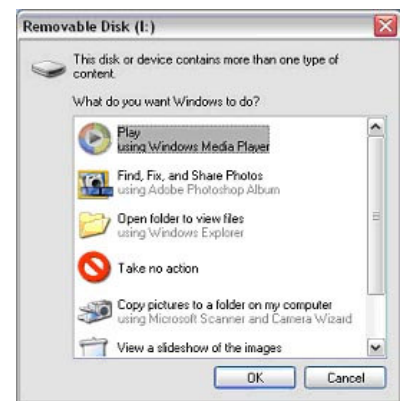 Removable Disk (I:)
This disk or device contains more than one type of
content.
What do you want Windows to do?
Play
using Windows Media Player
Find, Fix, and Share Photos
using Adobe Photoshop Album
Open folder to view files
using Windows Explorer
Take no action
Copy pictures to a folder on my computer
using Microsoft Scanner and Camera Wizard
View a slideshow of the images
OK
Cancel